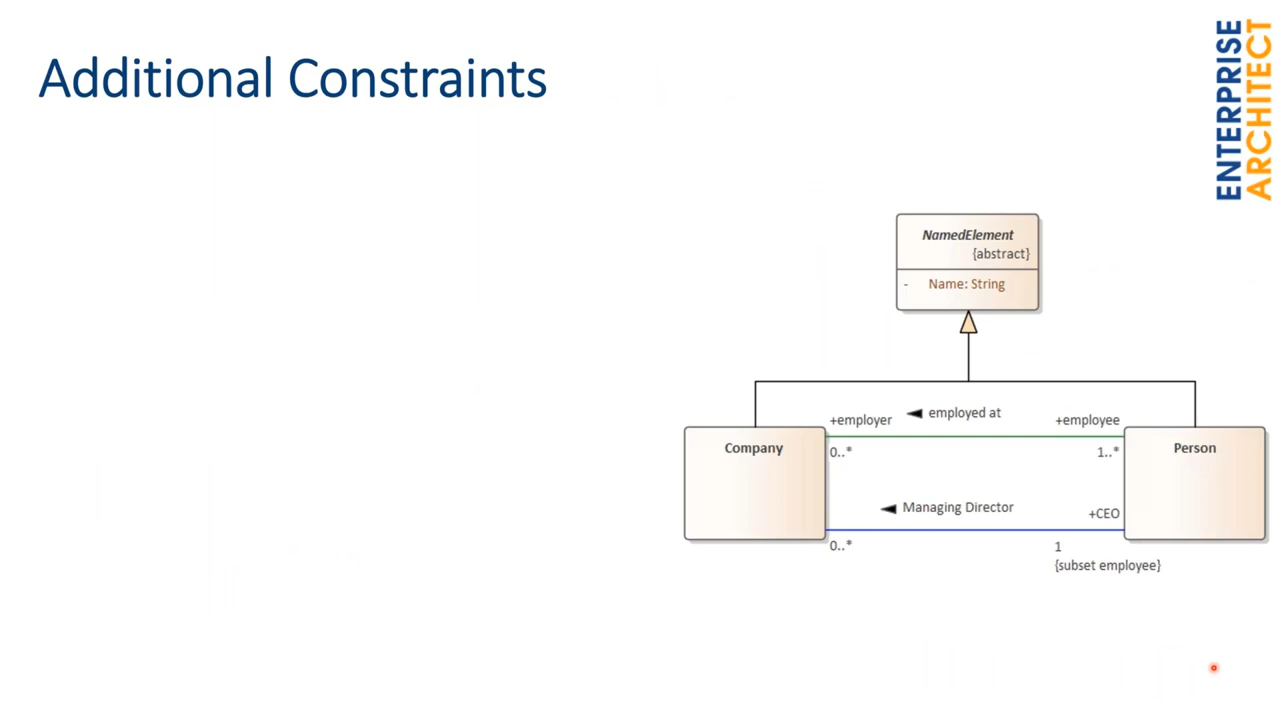 Additional Constraints
ENTERPRISE
ARCHITECT
NamedElement
{abstract}
- Name: String
+employer
employed at
+employee
Company
0..*
1..*
Person
Managing Director
+CEO
0..*
1
{subset employee}